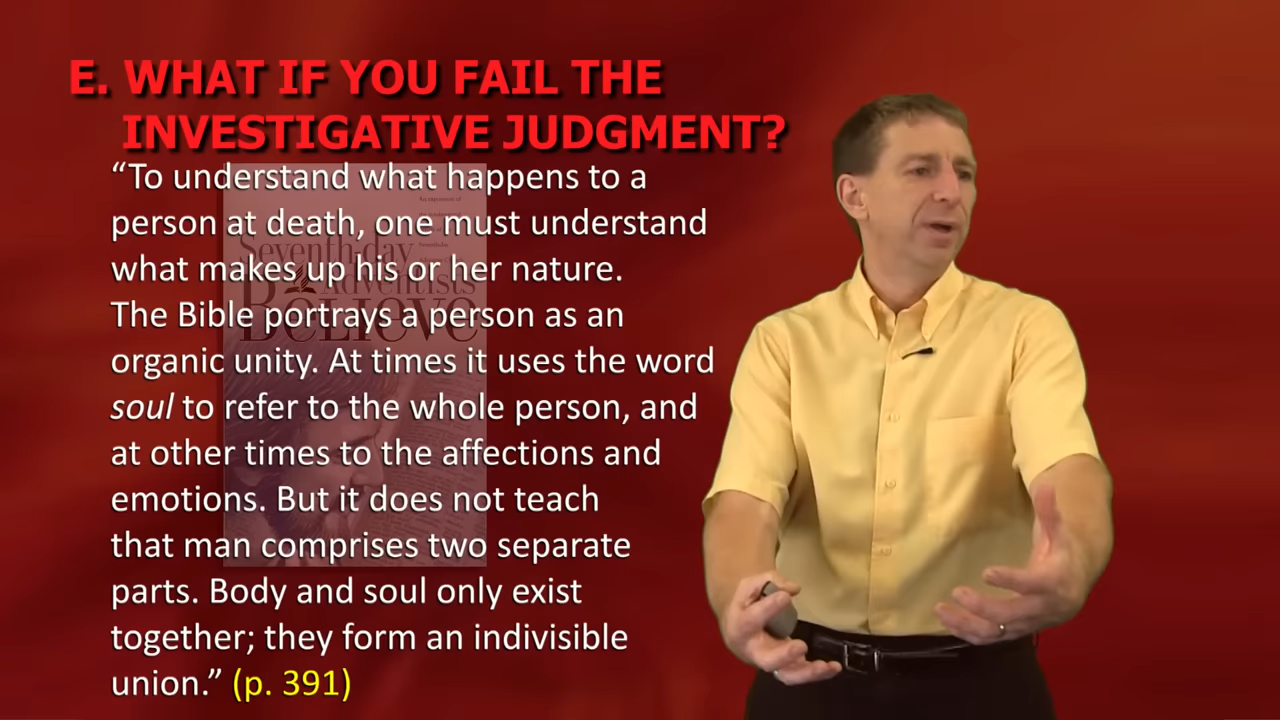 E. WHAT IF YOU FAIL THE
INVESTIGATIVE JUDGMENT?
“To understand what happens to a
person at death, one must understand
what makes up his or her nature.
The Bible portrays a person as an
organic unity. At times it uses the word
soul to refer to the whole person, and
at other times to the affections and
emotions. But it does not teach
that man comprises two separate
parts. Body and soul only exist
together; they form an indivisible
union.” (p. 391)
Seventh-day
Adventists
Believe